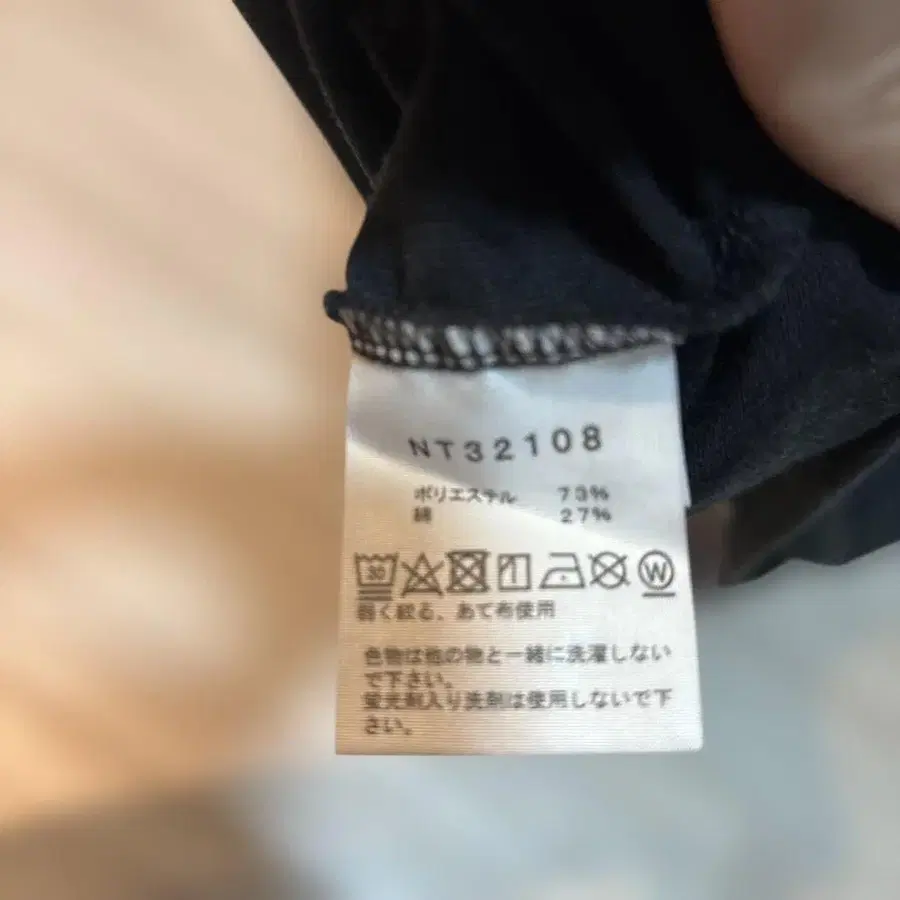 NT32108
ポリエステル 73%
綿 27%
30 W
弱く絞る、あて布使用
色物は他の物と一緒に洗濯しない
で下さい。
蛍光剤入り洗剤は使用しないで下
さい。